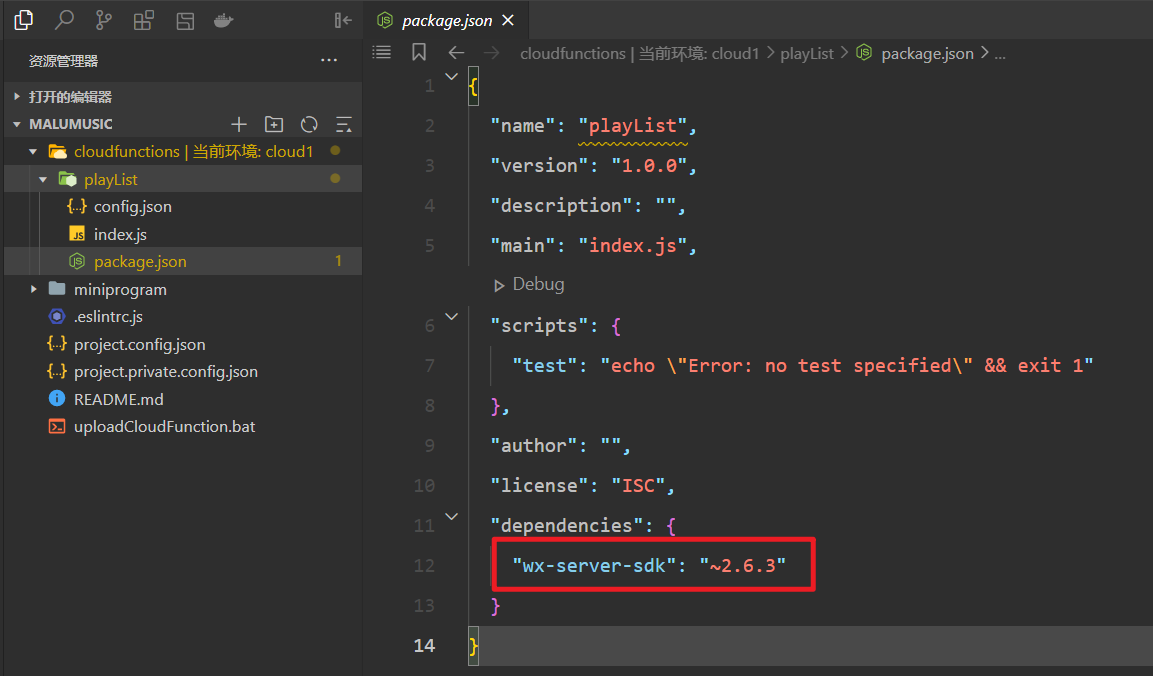 package.json
资源管理器
打开的编辑器
MALUMUSIC
cloudfunctions | 当前环境: cloud1
playList
config.json
index.js
package.json 1
miniprogram
.eslintrc.js
project.config.json
project.private.config.json
README.md
uploadCloudFunction.bat
cloudfunctions | 当前环境: cloud1 > playList > package.json > ...
1 {
2 "name": "playList",
3 "version": "1.0.0",
4 "description": "",
5 "main": "index.js",
Debug
6 "scripts": {
7 "test": "echo \"Error: no test specified\" && exit 1"
8 },
9 "author": "",
10 "license": "ISC",
11 "dependencies": {
12 "wx-server-sdk": "~2.6.3"
13 }
14 }